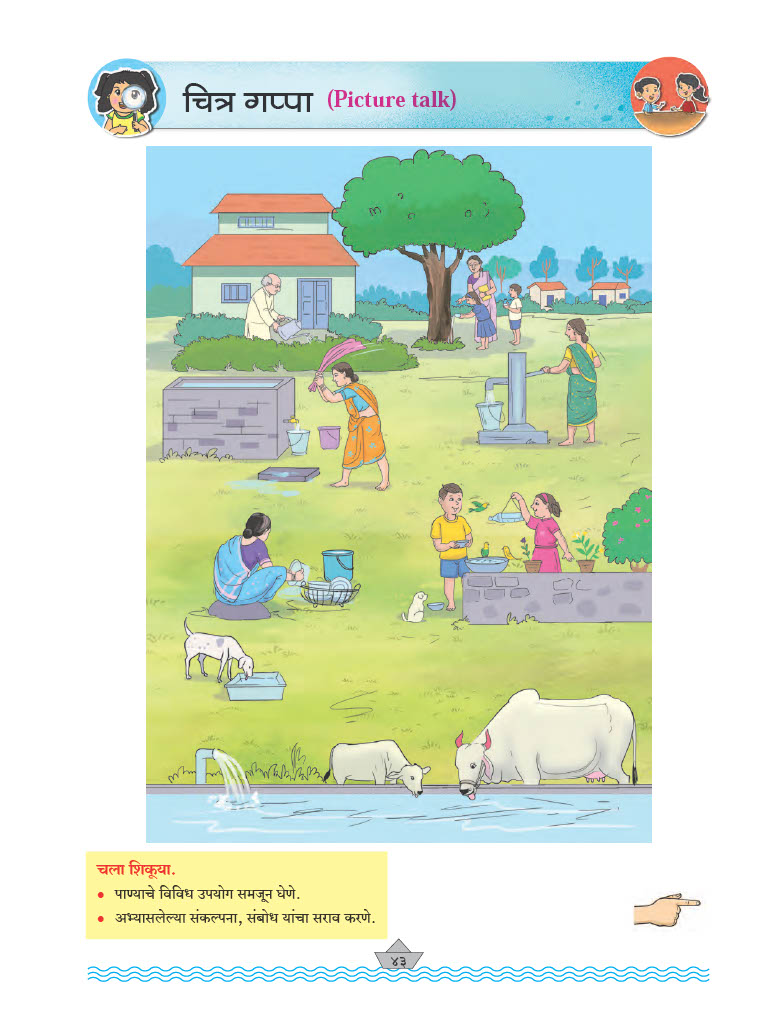 चित्र गप्पा (Picture talk)
चला शिकूया.
• पाण्याचे विविध उपयोग समजून घेणे.
• अभ्यासलेल्या संकल्पना, संबोध यांचा सराव करणे.
४३